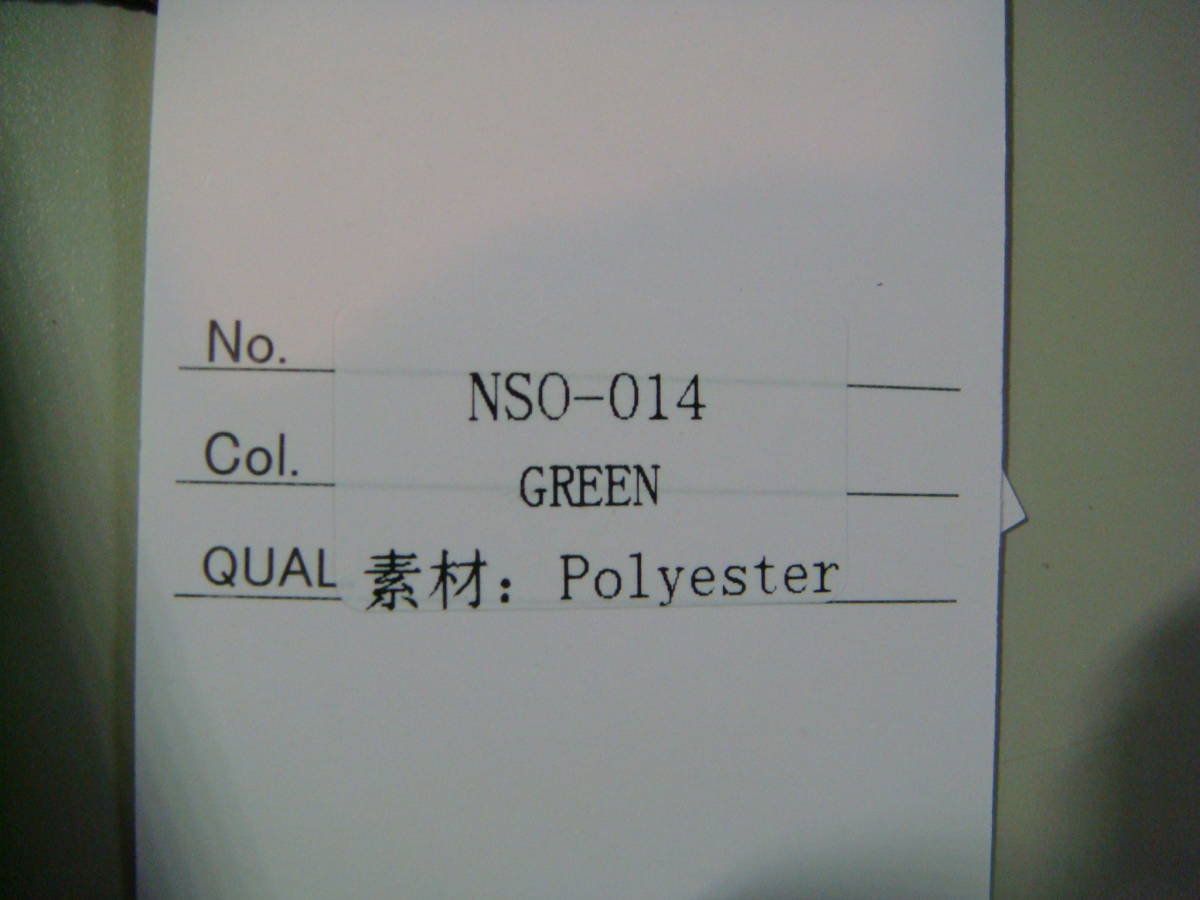 No. NSO-014
Col. GREEN
QUAL 素材: Polyester